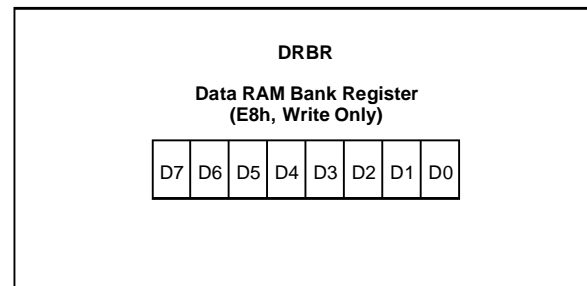 DRBR
Data RAM Bank Register
(E8h, Write Only)
D7 D6 D5 D4 D3 D2 D1 D0